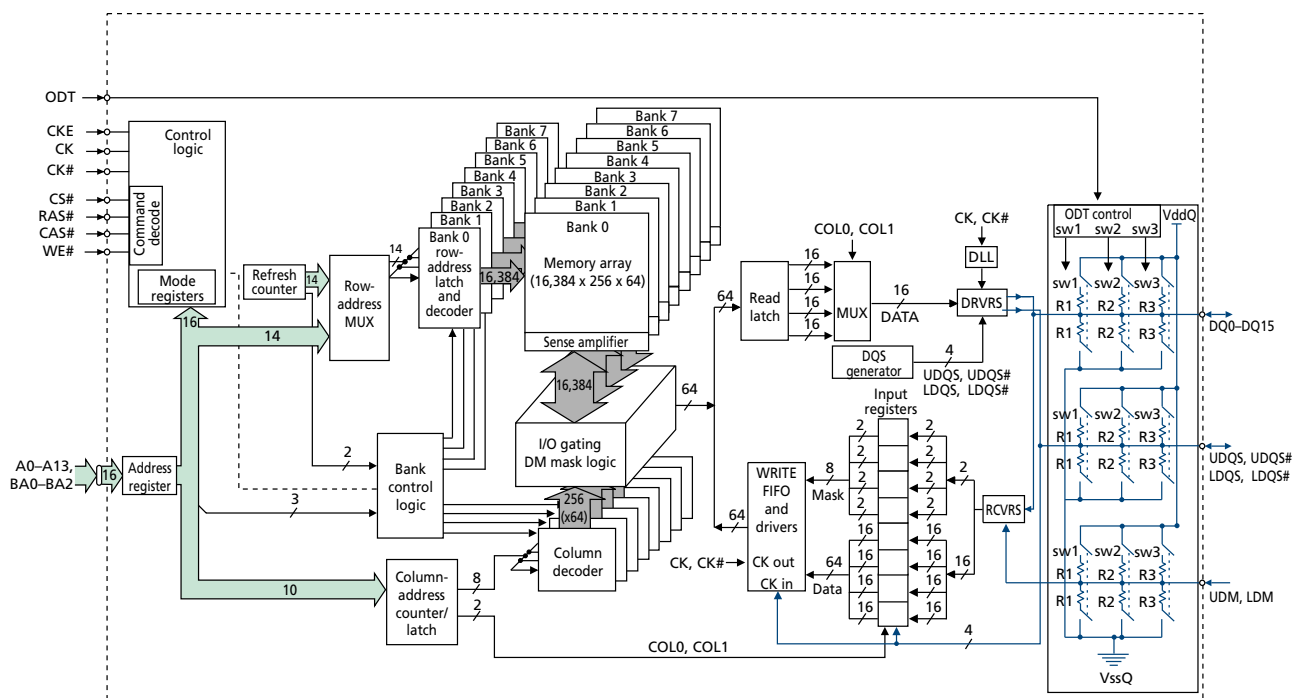 ODT
CKE
CK
CK#
CS#
RAS#
CAS#
WE#
Control
logic
Command
decode
Mode
registers
Refresh
counter
14
Row-
address
MUX
14
16
14
A0–A13,
BA0–BA2
16
Address
register
2
3
10
Bank 7
Bank 6
Bank 5
Bank 4
Bank 3
Bank 2
Bank 1
Bank 0
row-
address
latch
and
decoder
16,384
Bank 7
Bank 6
Bank 5
Bank 4
Bank 3
Bank 2
Bank 1
Bank 0
Memory array
(16,384 x 256 x 64)
Sense amplifier
16,384
I/O gating
DM mask logic
256
(x64)
Column
decoder
Bank
control
logic
Column-
address
counter/
latch
8
2
COL0, COL1
64
64
Read
latch
16
16
16
16
COL0, COL1
MUX
16
DATA
CK, CK#
DLL
DRVRS
DQS
generator
4
UDQS, UDQS#
LDQS, LDQS#
Input
registers
64
WRITE
FIFO
and
drivers
CK out
CK in
CK, CK#
8
Mask
64
Data
2
2
2
2
16
16
16
16
2
2
2
2
16
16
16
16
2
16
RCVRS
4
ODT control
sw1 sw2 sw3
VddQ
sw1 sw2 sw3
R1 R2 R3
R1 R2 R3
DQ0–DQ15
sw1 sw2 sw3
R1 R2 R3
R1 R2 R3
UDQS, UDQS#
LDQS, LDQS#
sw1 sw2 sw3
R1 R2 R3
R1 R2 R3
UDM, LDM
VssQ